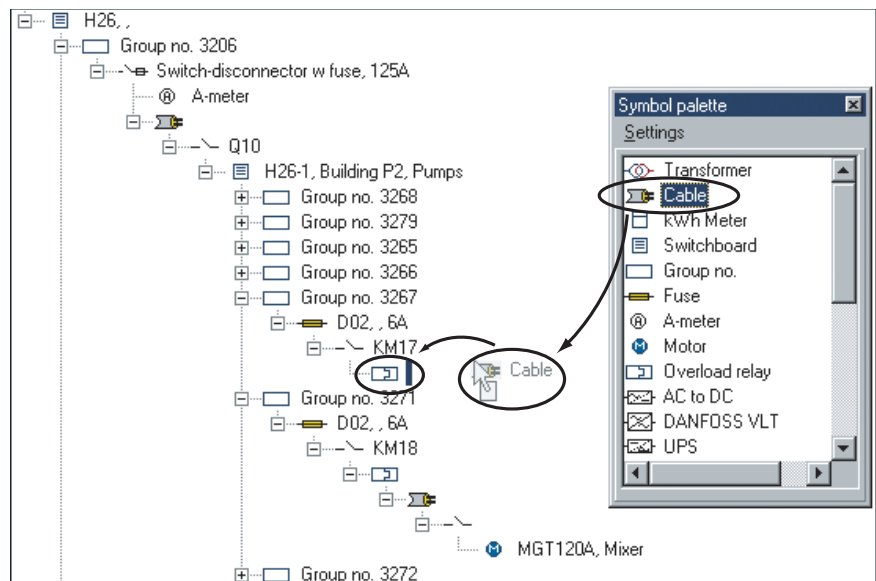 H26, ,
Group no. 3206
Switch-disconnector w fuse, 125A
A-meter
Q10
H26-1, Building P2, Pumps
Group no. 3268
Group no. 3279
Group no. 3265
Group no. 3266
Group no. 3267
D02, , 6A
KM17
Group no. 3271
D02, , 6A
KM18
MGT120A, Mixer
Group no. 3272
Cable
Symbol palette
Settings
Transformer
Cable
kWh Meter
Switchboard
Group no.
Fuse
A-meter
Motor
Overload relay
AC to DC
DANFOSS VLT
UPS